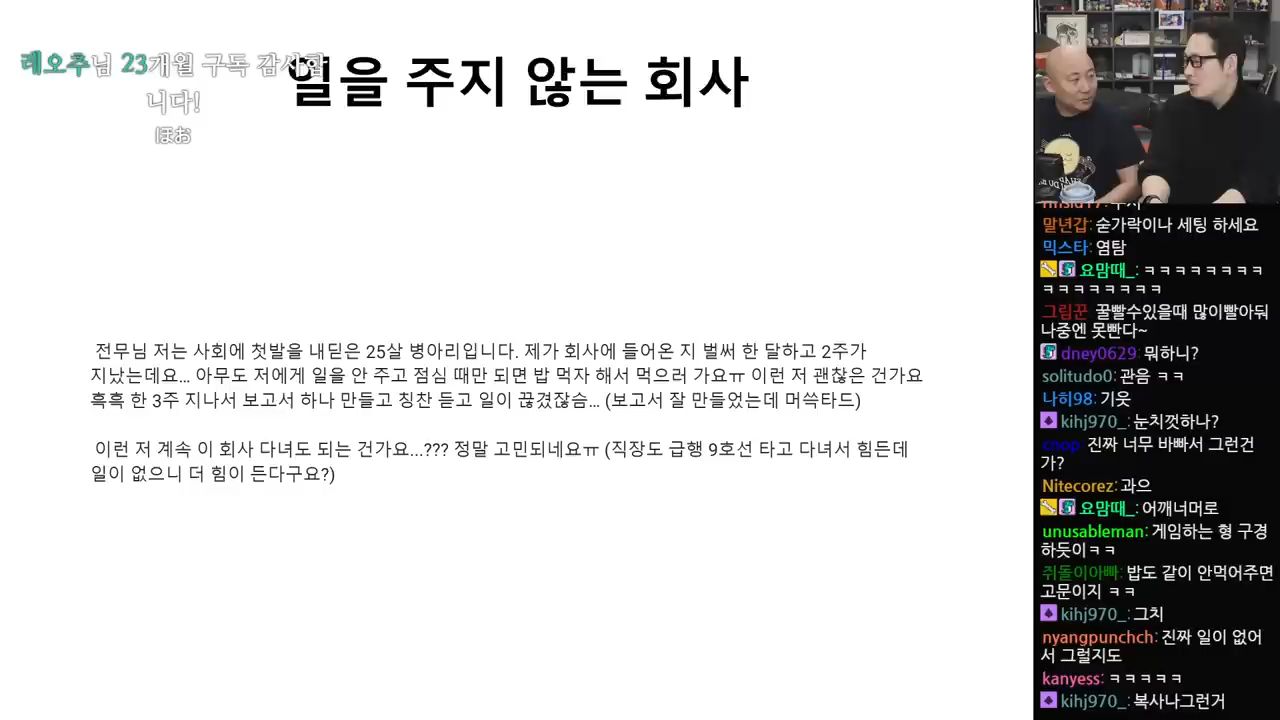 레오추님 23개월 구독 감사합
니다!
ほお
일을 주지 않는 회사
전무님 저는 사회에 첫발을 내딛은 25살 병아리입니다. 제가 회사에 들어온 지 벌써 한 달하고 2주가
지났는데요... 아무도 저에게 일을 안 주고 점심 때만 되면 밥 먹자 해서 먹으러 가요ㅠ 이런 저 괜찮은 건가요
흑흑 한 3주 지나서 보고서 하나 만들고 칭찬 듣고 일이 끊겼잖슴... (보고서 잘 만들었는데 머쓱타드)
이런 저 계속 이 회사 다녀도 되는 건가요...??? 정말 고민되네요ㅠ (직장도 급행 9호선 타고 다녀서 힘든데
일이 없으니 더 힘이 든다구요?)
말년갑: 숟가락이나 세팅 하세요
믹스타: 염탐
요맘때_: ㅋㅋㅋㅋㅋㅋㅋㅋ
ㅋㅋㅋㅋㅋㅋㅋㅋ
그림꾼 꿀빨수있을때 많이빨아둬
나중엔 못빤다~
dney0629: 뭐하니?
solitudo0: 관음 ㅋㅋ
나히98: 기웃
kihj970_: 눈치껏하나?
cnop: 진짜 너무 바빠서 그런건
가?
Nitecorez: 과으
요맘때_: 어깨너머로
unusableman: 게임하는 형 구경
하듯이ㅋㅋ
쥐돌이아빠: 밥도 같이 안먹어주면
고문이지 ㅋㅋ
kihj970_: 그치
nyangpunchch: 진짜 일이 없어
서 그럴지도
kanyess: ㅋㅋㅋㅋㅋ
kihj970_: 복사나그런거